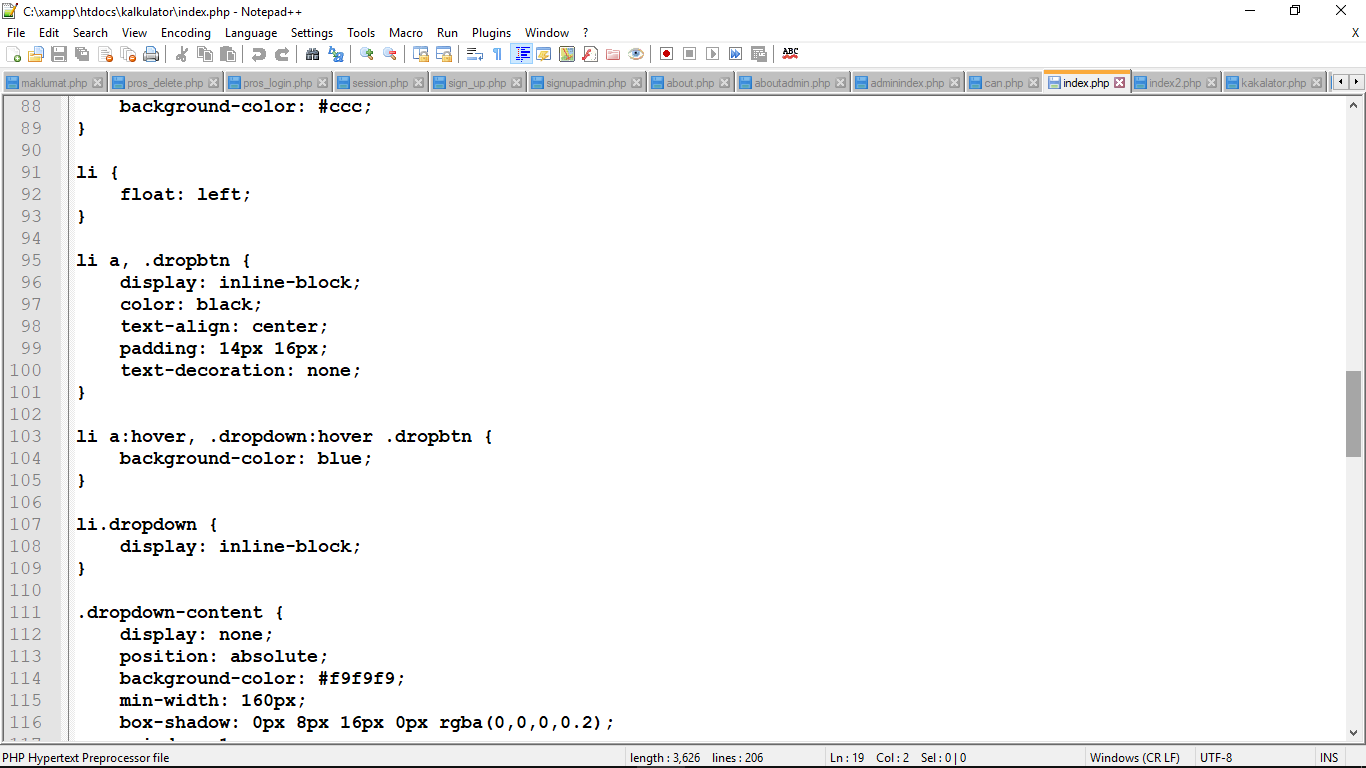 C:\xampp\htdocs\kalkulator\index.php - Notepad++
File Edit Search View Encoding Language Settings Tools Macro Run Plugins Window ? X
ABC
maklumat.php pros_delete.php pros_login.php session.php sign_up.php signupadmin.php about.php aboutadmin.php adminindex.php can.php index.php index2.php kakalator.php
88 background-color: #ccc;
89 }
90
91 li {
92 float: left;
93 }
94
95 li a, .dropbtn {
96 display: inline-block;
97 color: black;
98 text-align: center;
99 padding: 14px 16px;
100 text-decoration: none;
101 }
102
103 li a:hover, .dropdown:hover .dropbtn {
104 background-color: blue;
105 }
106
107 li.dropdown {
108 display: inline-block;
109 }
110
111 .dropdown-content {
112 display: none;
113 position: absolute;
114 background-color: #f9f9f9;
115 min-width: 160px;
116 box-shadow: 0px 8px 16px 0px rgba(0,0,0,0.2);
PHP Hypertext Preprocessor file length : 3,626 lines : 206 Ln : 19 Col : 2 Sel : 0 | 0 Windows (CR LF) UTF-8 INS